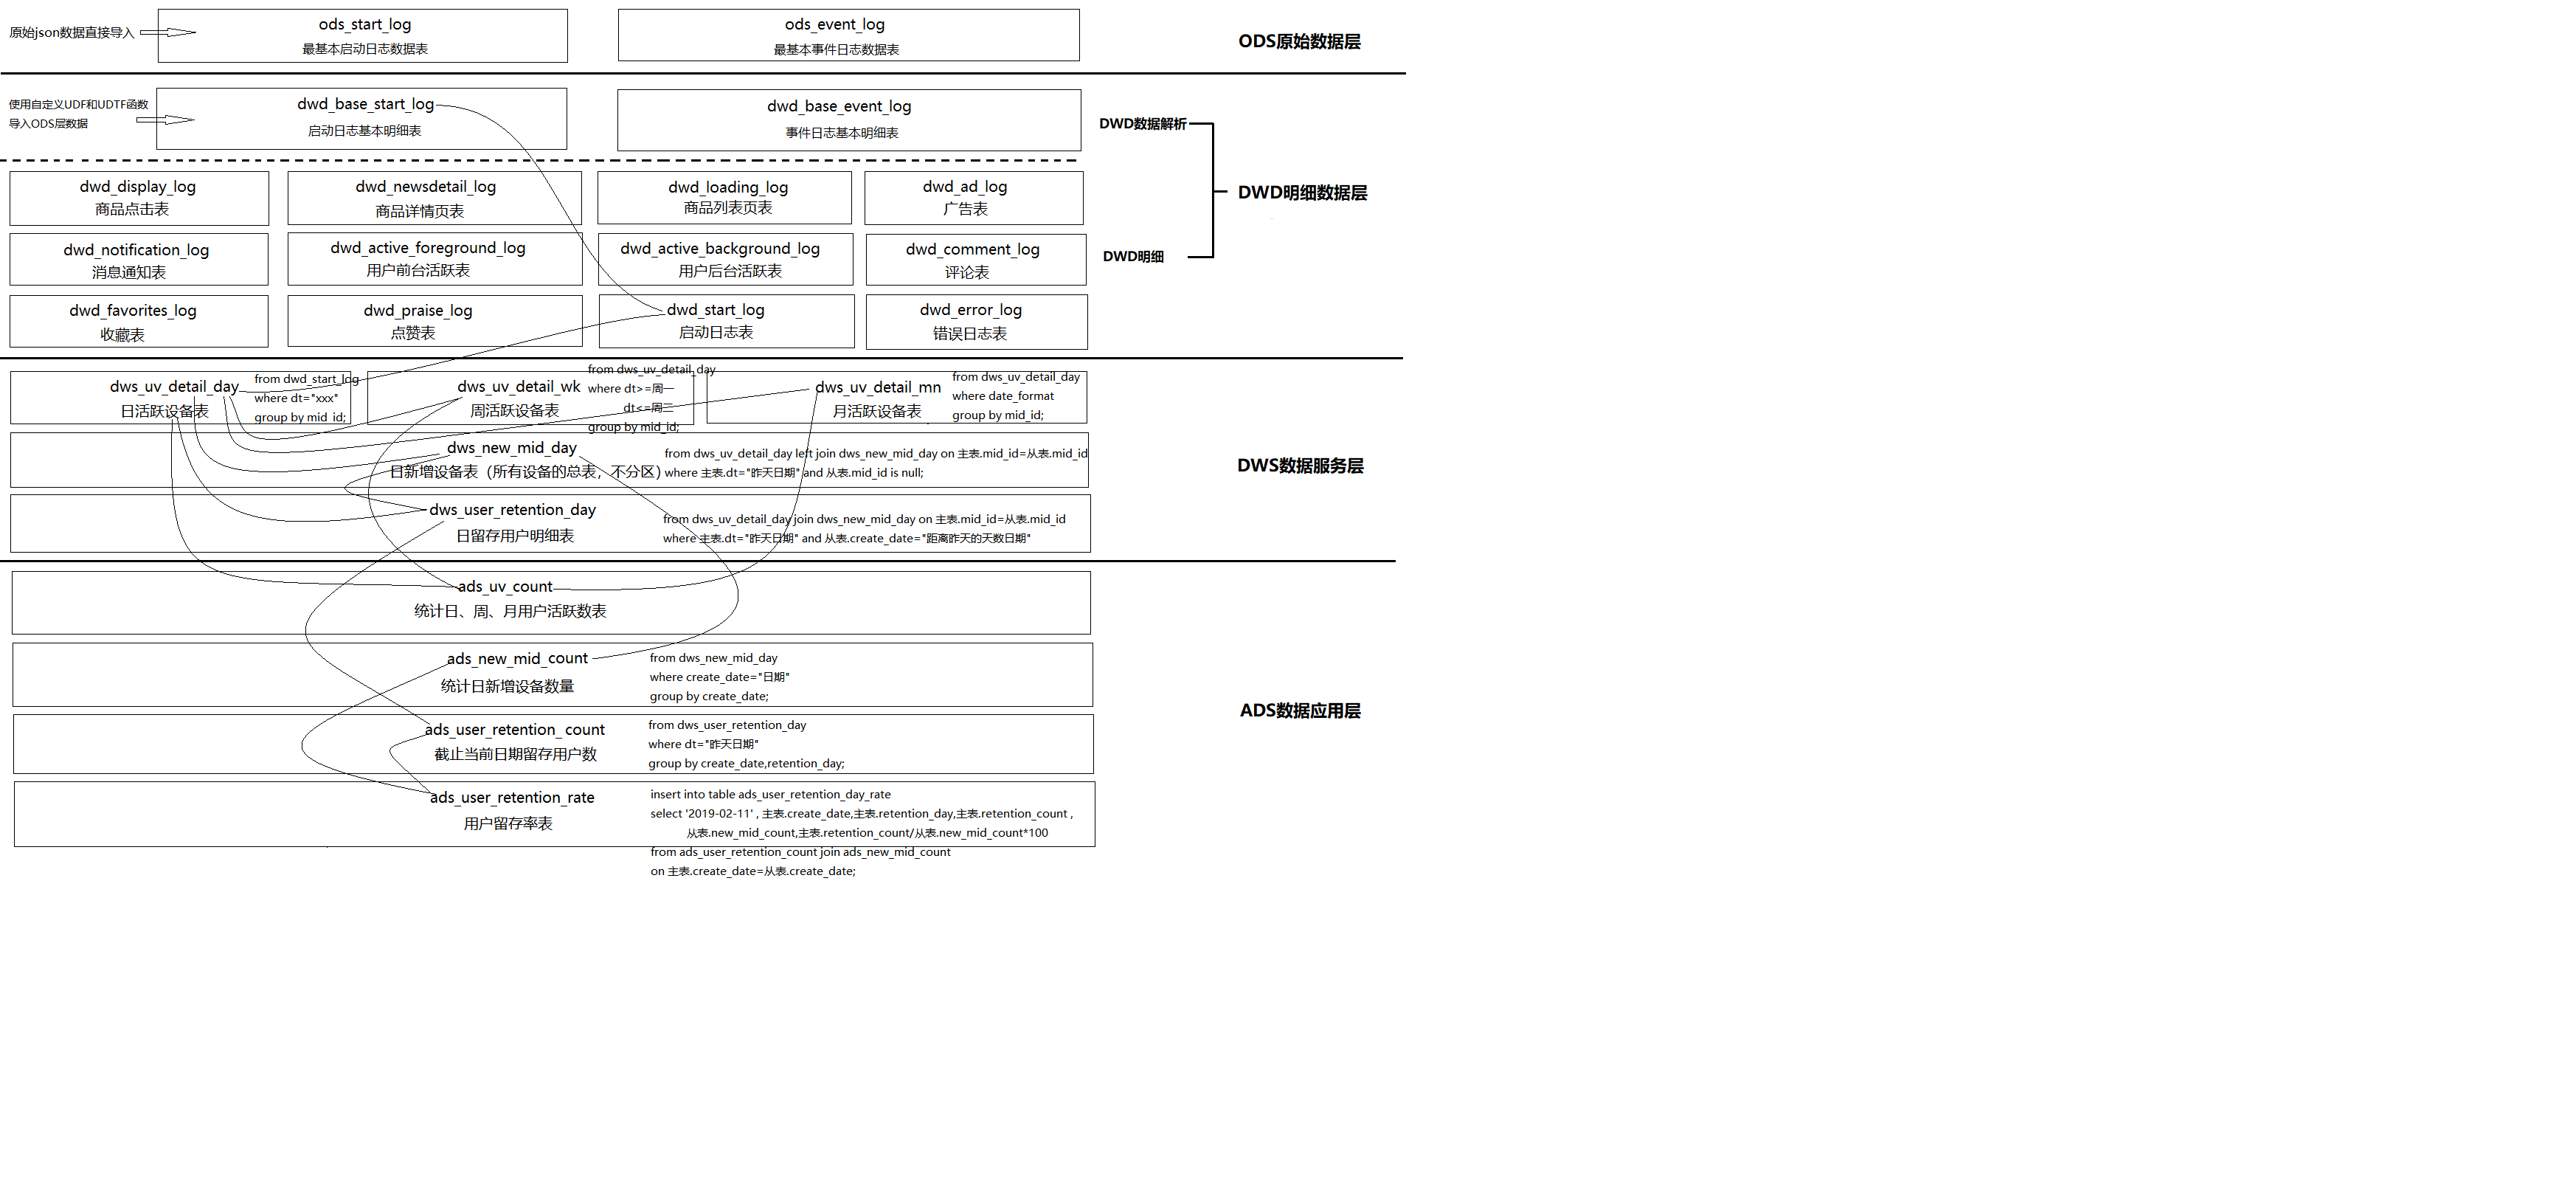 原始json数据直接导入
ods_start_log
最基本启动日志数据表
ods_event_log
最基本事件日志数据表
ODS原始数据层
使用自定义UDF和UDTF函数
导入ODS层数据
dwd_base_start_log
启动日志基本明细表
dwd_base_event_log
事件日志基本明细表
DWD数据解析
dwd_display_log
商品点击表
dwd_newsdetail_log
商品详情页表
dwd_loading_log
商品列表页表
dwd_ad_log
广告表
DWD明细数据层
dwd_notification_log
消息通知表
dwd_active_foreground_log
用户前台活跃表
dwd_active_background_log
用户后台活跃表
dwd_comment_log
评论表
DWD明细
dwd_favorites_log
收藏表
dwd_praise_log
点赞表
dwd_start_log
启动日志表
dwd_error_log
错误日志表
dws_uv_detail_day
日活跃设备表
from dwd_start_log
where dt="xxx"
group by mid_id;
dws_uv_detail_wk
周活跃设备表
from dws_uv_detail_day
where dt>=周一
dt<=周三
group by mid_id;
dws_uv_detail_mn
月活跃设备表
from dws_uv_detail_day
where date_format
group by mid_id;
dws_new_mid_day
日新增设备表（所有设备的总表，不分区）
from dws_uv_detail_day left join dws_new_mid_day on 主表.mid_id=从表.mid_id
where 主表.dt="昨天日期" and 从表.mid_id is null;
DWS数据服务层
dws_user_retention_day
日留存用户明细表
from dws_uv_detail_day join dws_new_mid_day on 主表.mid_id=从表.mid_id
where 主表.dt="昨天日期" and 从表.create_date="距离昨天的天数日期"
ads_uv_count
统计日、周、月用户活跃数表
ads_new_mid_count
统计日新增设备数量
from dws_new_mid_day
where create_date="日期"
group by create_date;
ADS数据应用层
ads_user_retention_count
截止当前日期留存用户数
from dws_user_retention_day
where dt="昨天日期"
group by create_date,retention_day;
ads_user_retention_rate
用户留存率表
insert into table ads_user_retention_day_rate
select '2019-02-11' , 主表.create_date,主表.retention_day,主表.retention_count ,
从表.new_mid_count,主表.retention_count/从表.new_mid_count*100
from ads_user_retention_count join ads_new_mid_count
on 主表.create_date=从表.create_date;